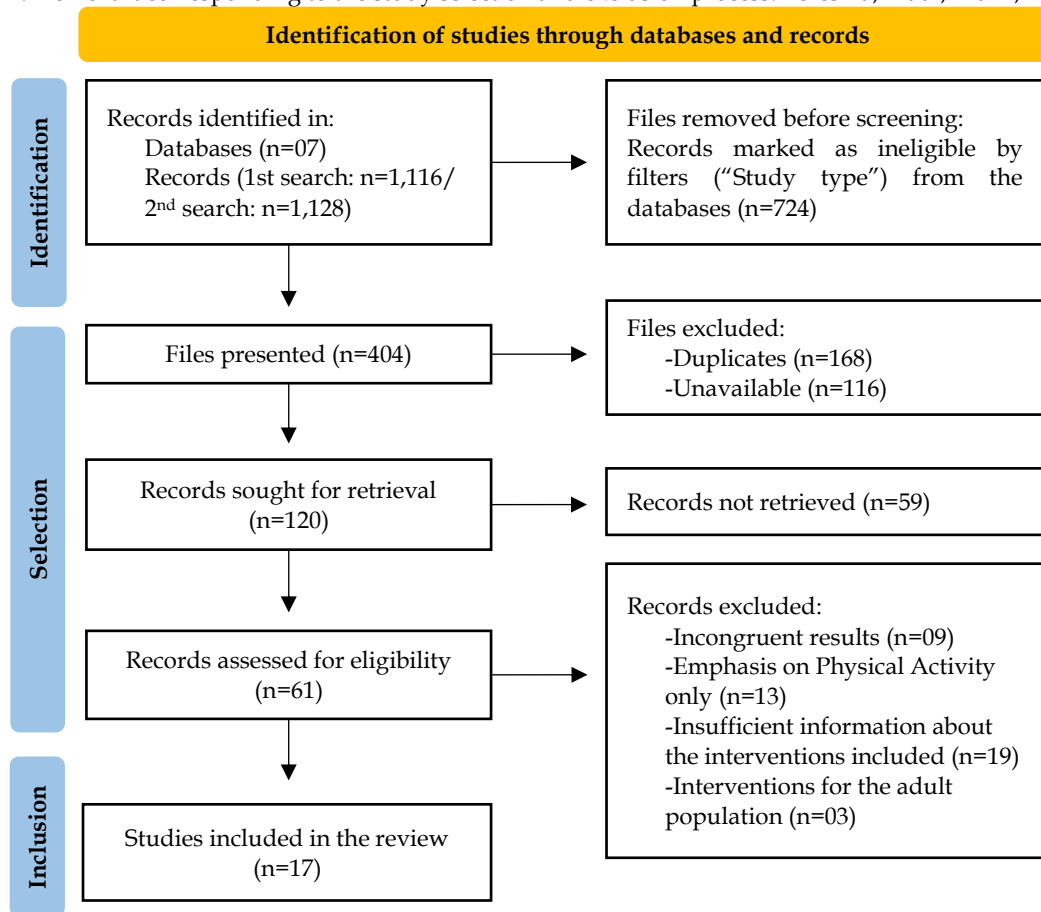 Identification of studies through databases and records
Identification
Records identified in:
Databases (n=07)
Records (1st search: n=1,116/
2nd search: n=1,128)
Files removed before screening:
Records marked as ineligible by
filters (“Study type”) from the
databases (n=724)
Selection
Files presented (n=404)
Files excluded:
-Duplicates (n=168)
-Unavailable (n=116)
Records sought for retrieval
(n=120)
Records not retrieved (n=59)
Records assessed for eligibility
(n=61)
Records excluded:
-Incongruent results (n=09)
-Emphasis on Physical Activity
only (n=13)
-Insufficient information about
the interventions included (n=19)
-Interventions for the adult
population (n=03)
Inclusion
Studies included in the review
(n=17)